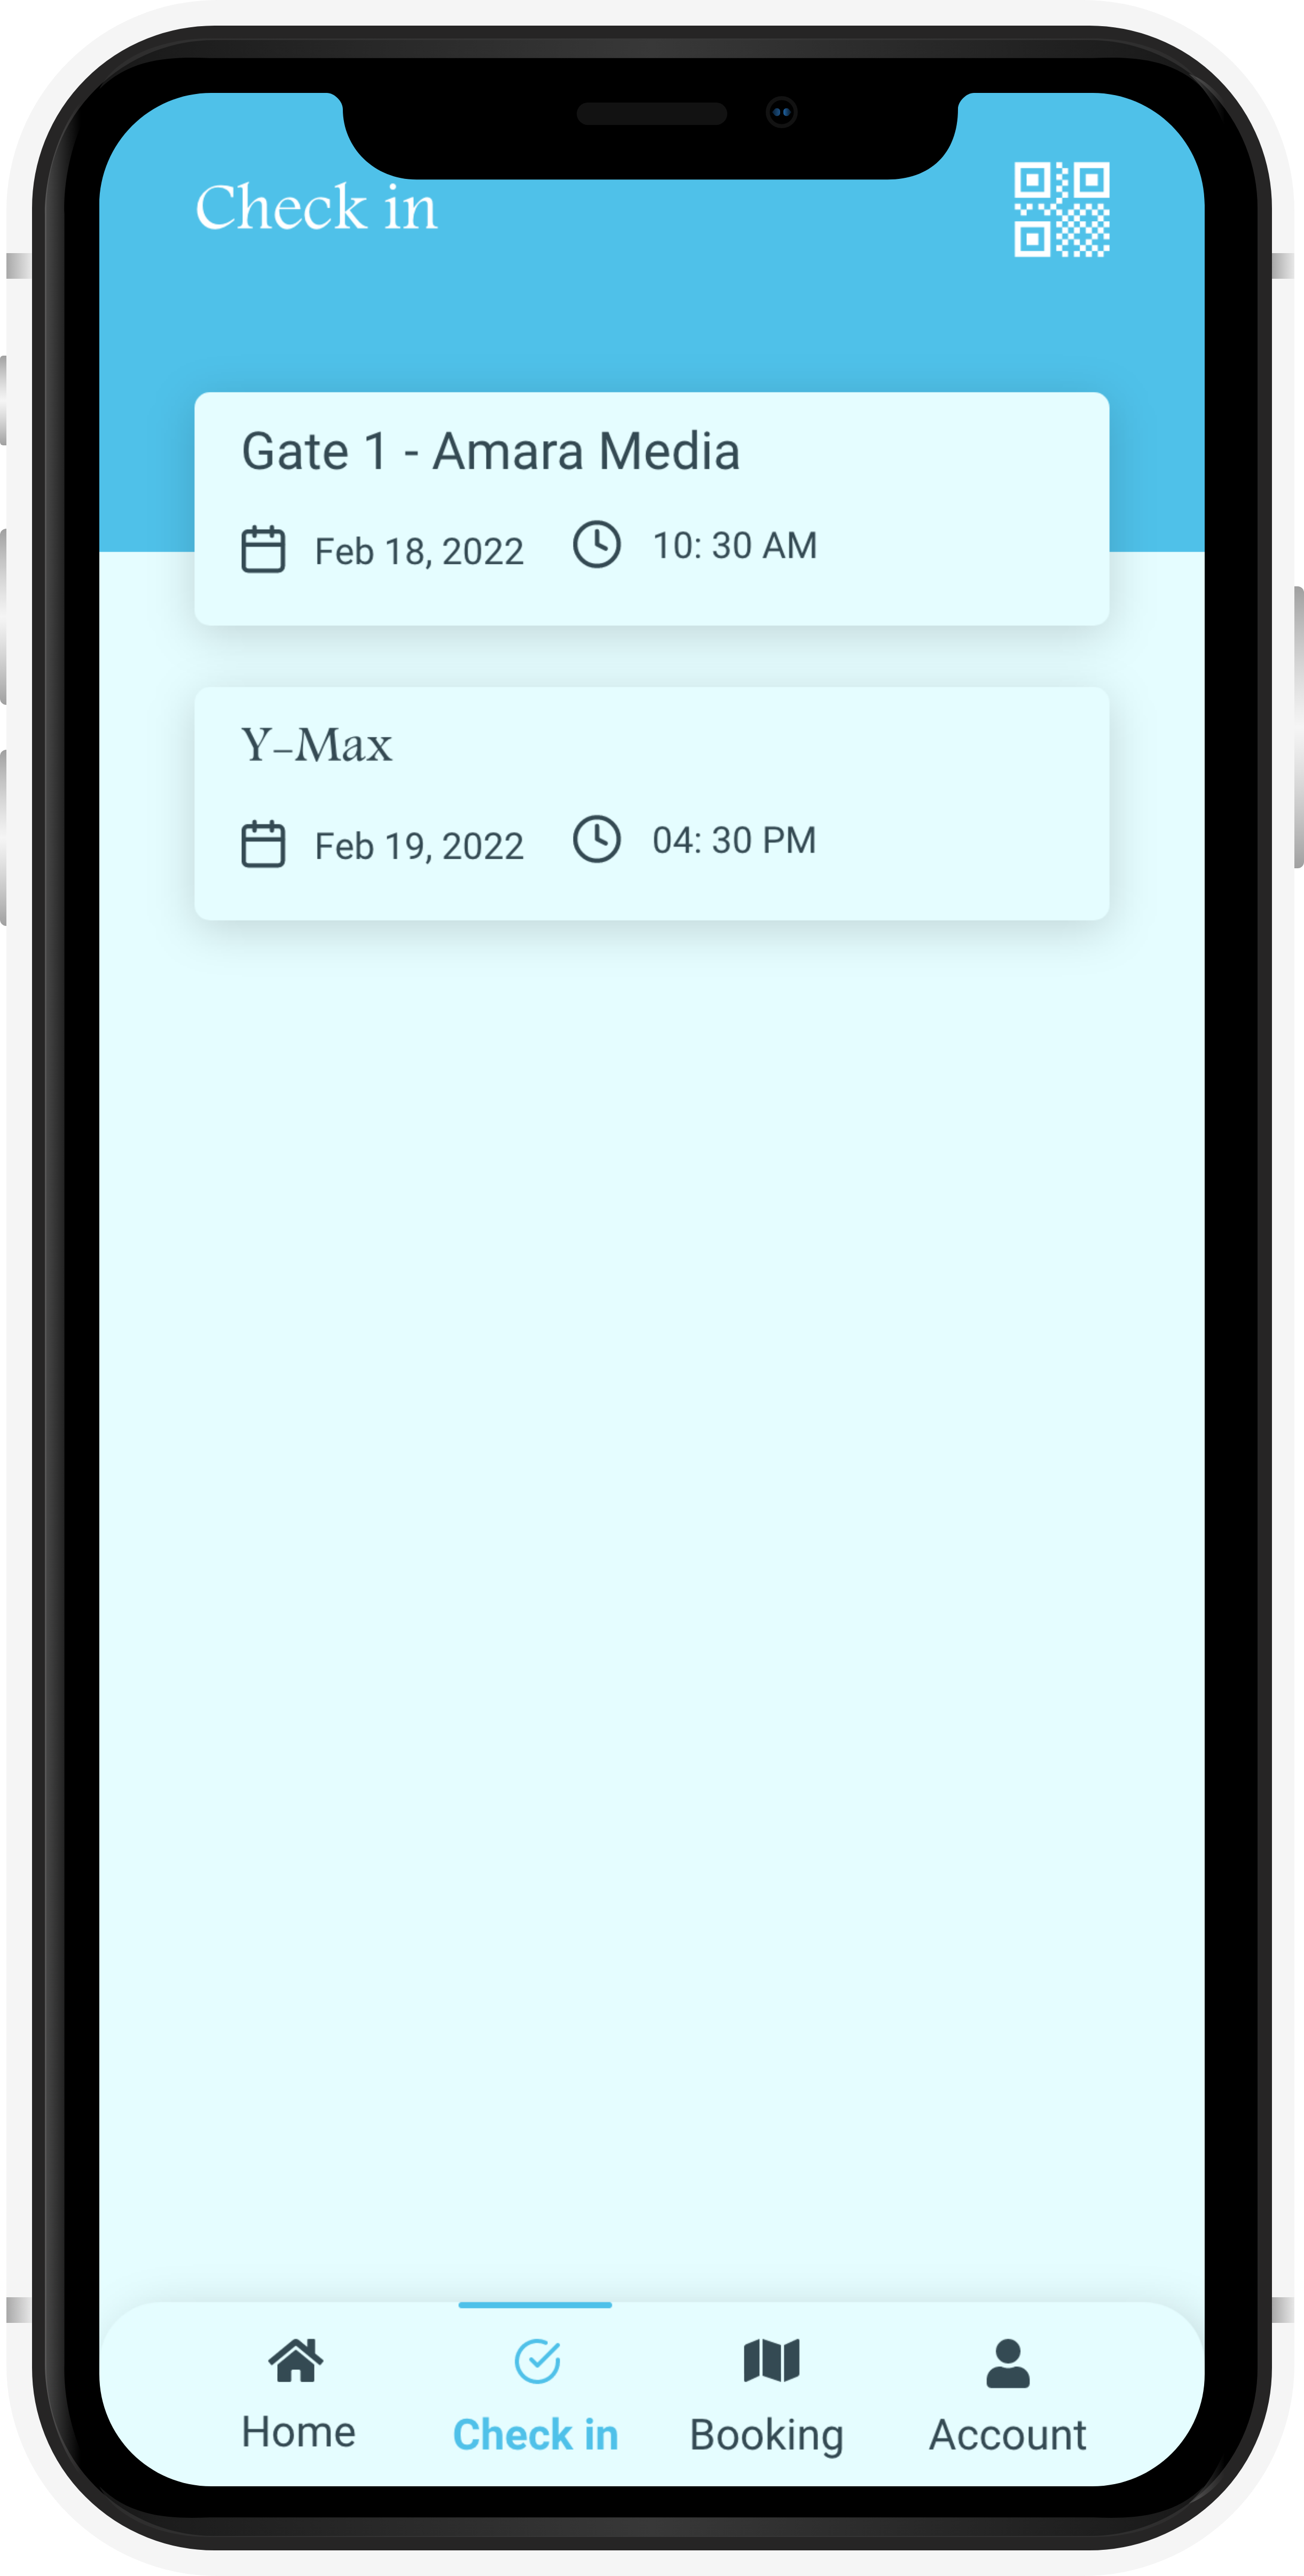 Check in
Gate 1 - Amara Media
Feb 18, 2022 10: 30 AM
Y-Max
Feb 19, 2022 04: 30 PM
Home Check in Booking Account